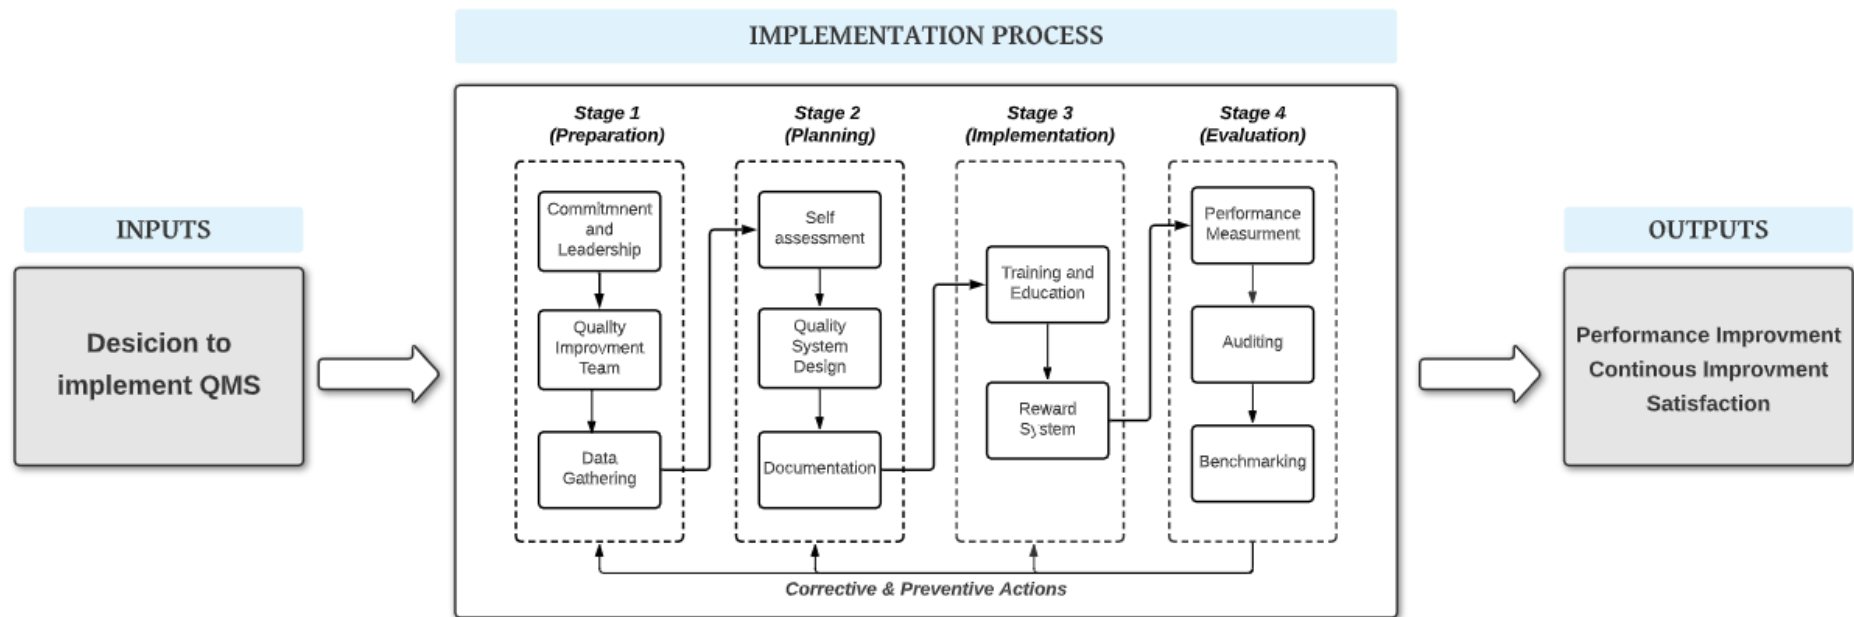 IMPLEMENTATION PROCESS
INPUTS
Desicion to
implement QMS
Stage 1
(Preparation)
Commitmnent
and
Leadership
Quality
Improvment
Team
Data
Gathering
Stage 2
(Planning)
Self
assessment
Quality
System
Design
Documentation
Stage 3
(Implementation)
Training and
Education
Reward
System
Stage 4
(Evaluation)
Performance
Measurment
Auditing
Benchmarking
Corrective & Preventive Actions
OUTPUTS
Performance Improvment
Continous Improvment
Satisfaction